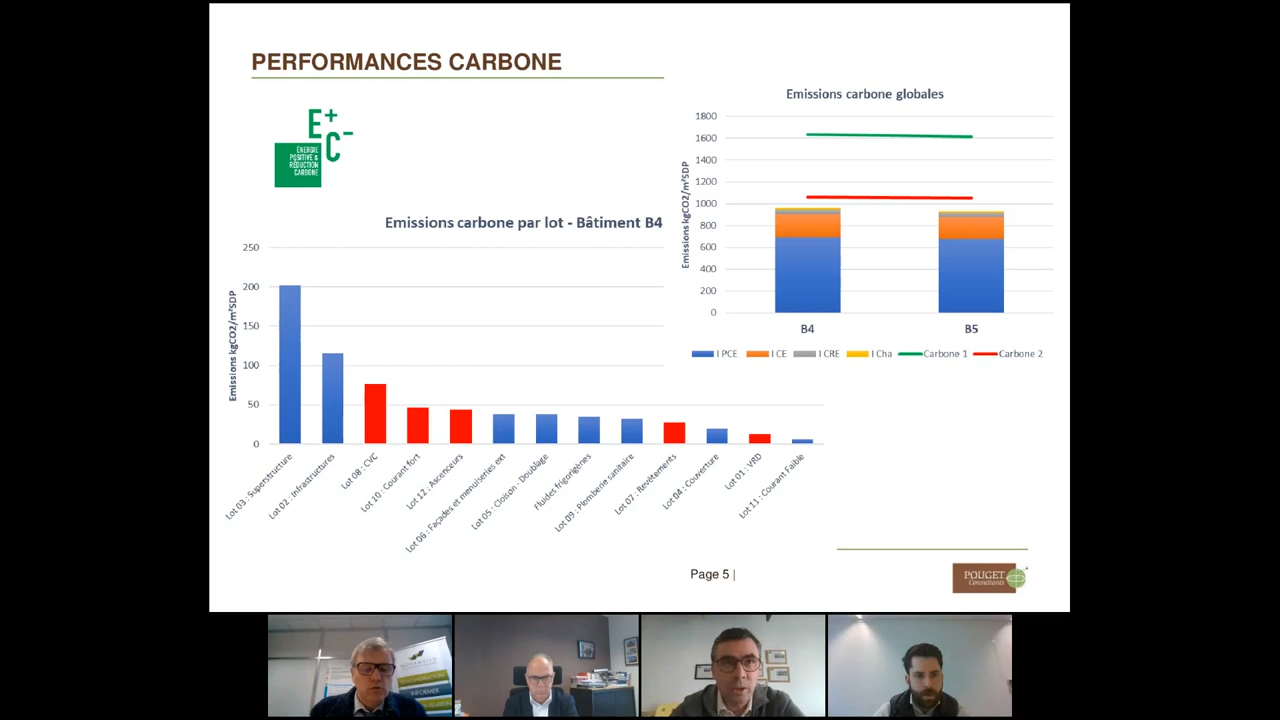 PERFORMANCES CARBONE
E+
C-
ÉNERGIE
POSITIVE &
RÉDUCTION
CARBONE
Emissions carbone globales
Emissions kgCO2/m²SDP
1800
1600
1400
1200
1000
800
600
400
200
0
B4
B5
I PCE
I CE
I CRE
I Cha
Carbone 1
Carbone 2
Emissions carbone par lot - Bâtiment B4
Emissions kgCO2/m²SDP
250
200
150
100
50
0
Lot 03 : Superstructure
Lot 02 : Infrastructures
Lot 08 : CVC
Lot 10 : Courant fort
Lot 12 : Ascenceurs
Lot 06 : Façades et menuiseries ext
Lot 05 : Cloison - Doublage
Fluides frigorigènes
Lot 09 : Plomberie sanitaire
Lot 07 : Revêtements
Lot 04 : Couverture
Lot 01 : VRD
Lot 11 : Courant Faible
Page 5 |
POUGET
Consultants
INFORMER